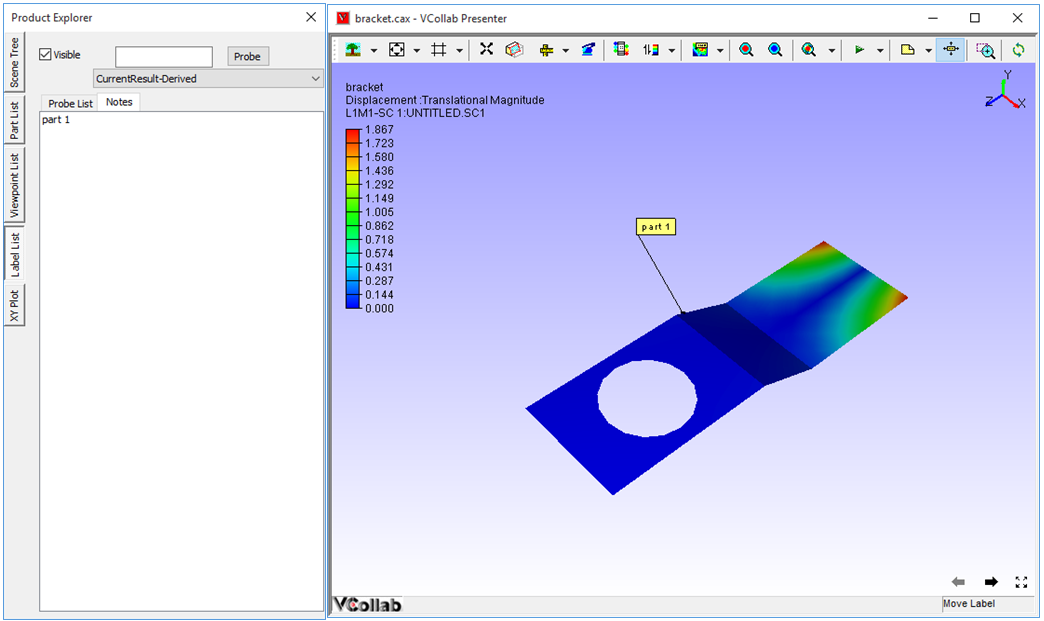 Product Explorer
Scene Tree
Part List
Viewpoint List
Label List
XY Plot
Visible
Probe
CurrentResult-Derived
Probe List
Notes
part 1
bracket.cax - VCollab Presenter
bracket
Displacement :Translational Magnitude
L1M1-SC 1:UNTITLED.SC1
1.867
1.723
1.580
1.436
1.292
1.149
1.005
0.862
0.718
0.574
0.431
0.287
0.144
0.000
part 1
Y
Z
X
VCollab
Move Label